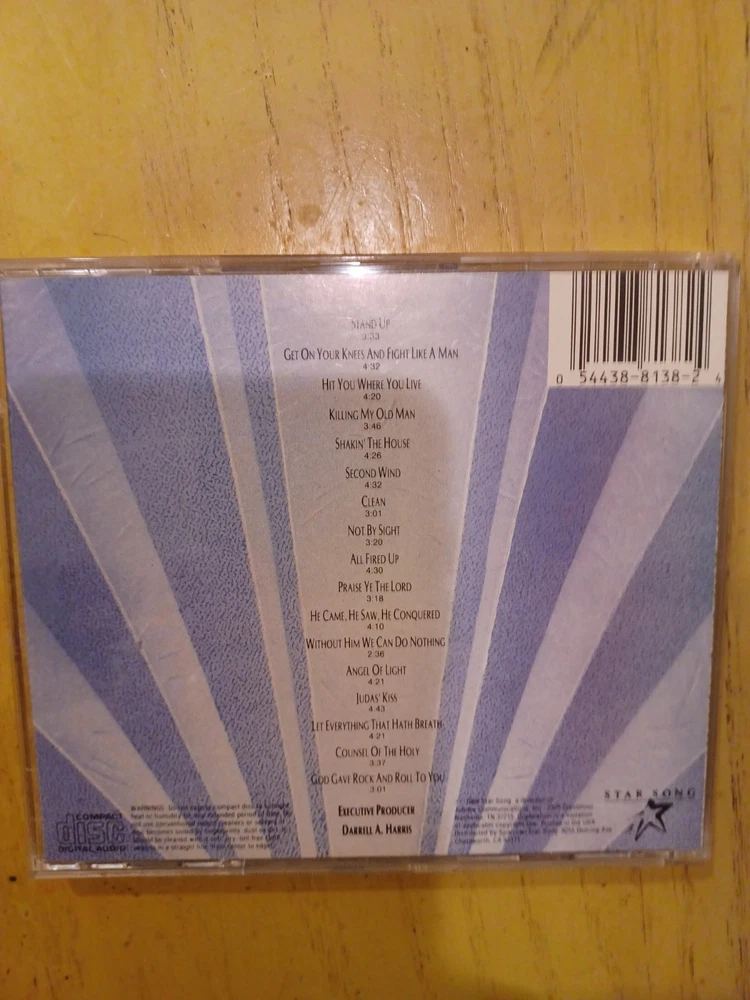 STAND UP
3:33
GET ON YOUR KNEES AND FIGHT LIKE A MAN
4:32
HIT YOU WHERE YOU LIVE
4:20
KILLING MY OLD MAN
3:46
SHAKIN' THE HOUSE
4:26
SECOND WIND
4:32
CLEAN
3:01
NOT BY SIGHT
3:20
ALL FIRED UP
4:30
PRAISE YE THE LORD
3:18
HE CAME, HE SAW, HE CONQUERED
4:10
WITHOUT HIM WE CAN DO NOTHING
2:36
ANGEL OF LIGHT
4:21
JUDAS' KISS
4:43
LET EVERYTHING THAT HATH BREATH
4:21
COUNSEL OF THE HOLY
3:37
GOD GAVE ROCK AND ROLL TO YOU
3:01
EXECUTIVE PRODUCER
DARRELL A. HARRIS
0 54438-8138-2 4
COMPACT
disc
DIGITAL AUDIO
STAR SONG